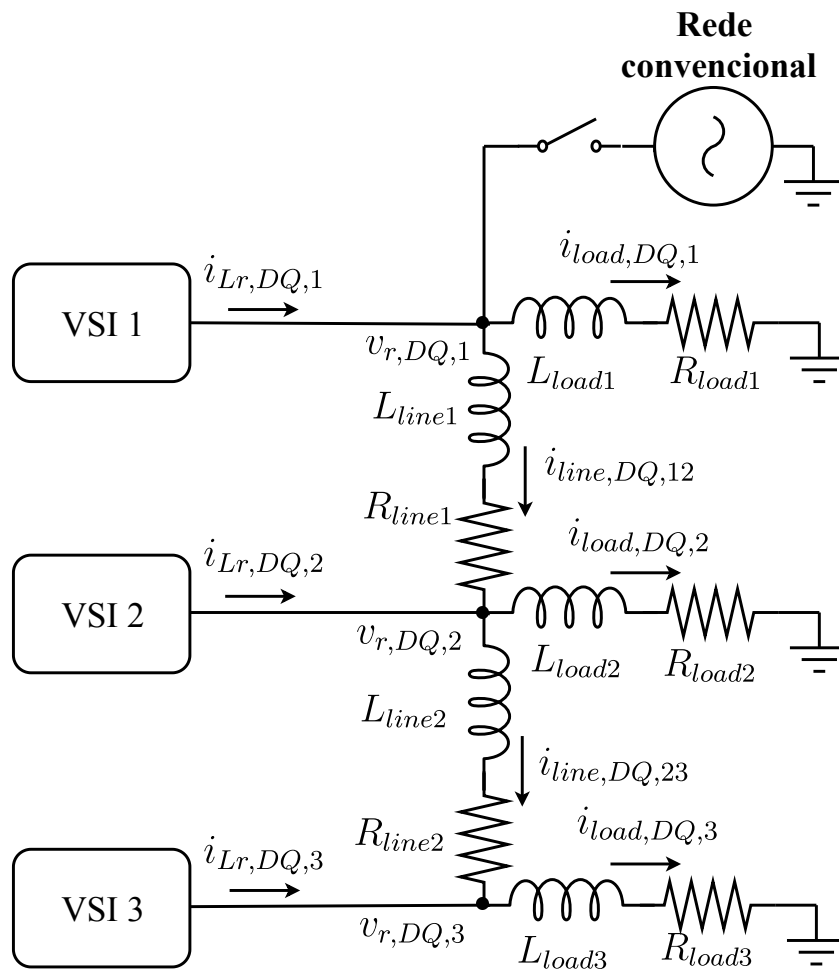 Rede
convencional
i_{load,DQ,1}
i_{Lr,DQ,1}
VSI 1
v_{r,DQ,1}
L_{load1}
R_{load1}
L_{line1}
i_{line,DQ,12}
R_{line1}
i_{load,DQ,2}
i_{Lr,DQ,2}
VSI 2
v_{r,DQ,2}
L_{load2}
R_{load2}
L_{line2}
i_{line,DQ,23}
R_{line2}
i_{load,DQ,3}
i_{Lr,DQ,3}
VSI 3
v_{r,DQ,3}
L_{load3}
R_{load3}